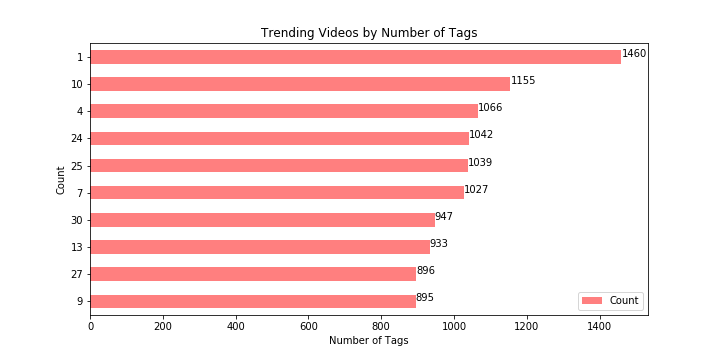 Trending Videos by Number of Tags
Count
1 1460
10 1155
4 1066
24 1042
25 1039
7 1027
30 947
13 933
27 896
9 895
Count
0 200 400 600 800 1000 1200 1400
Number of Tags